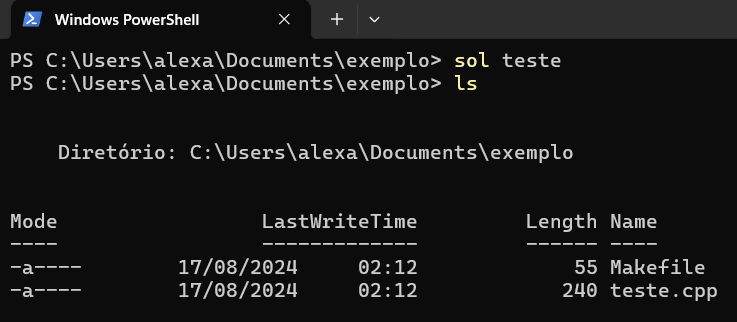 Windows PowerShell
PS C:\Users\alexa\Documents\exemplo> sol teste
PS C:\Users\alexa\Documents\exemplo> ls
Diretório: C:\Users\alexa\Documents\exemplo
Mode                 LastWriteTime         Length Name
----                 -------------         ------ ----
-a----        17/08/2024     02:12             55 Makefile
-a----        17/08/2024     02:12            240 teste.cpp